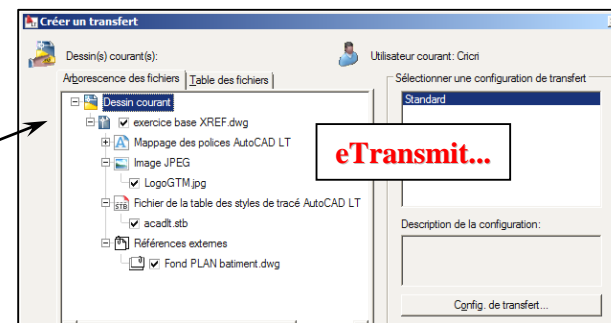 Créer un transfert
Dessin(s) courant(s):
Utilisateur courant: Cricri
Arborescence des fichiers
Table des fichiers
Dessin courant
exercice base XREF.dwg
Mappage des polices AutoCAD LT
Image JPEG
LogoGTM.jpg
Fichier de la table des styles de tracé AutoCAD LT
STB
acadlt.stb
Références externes
Fond PLAN batiment.dwg
eTransmit...
Sélectionner une configuration de transfert
Standard
Description de la configuration:
Config. de transfert...